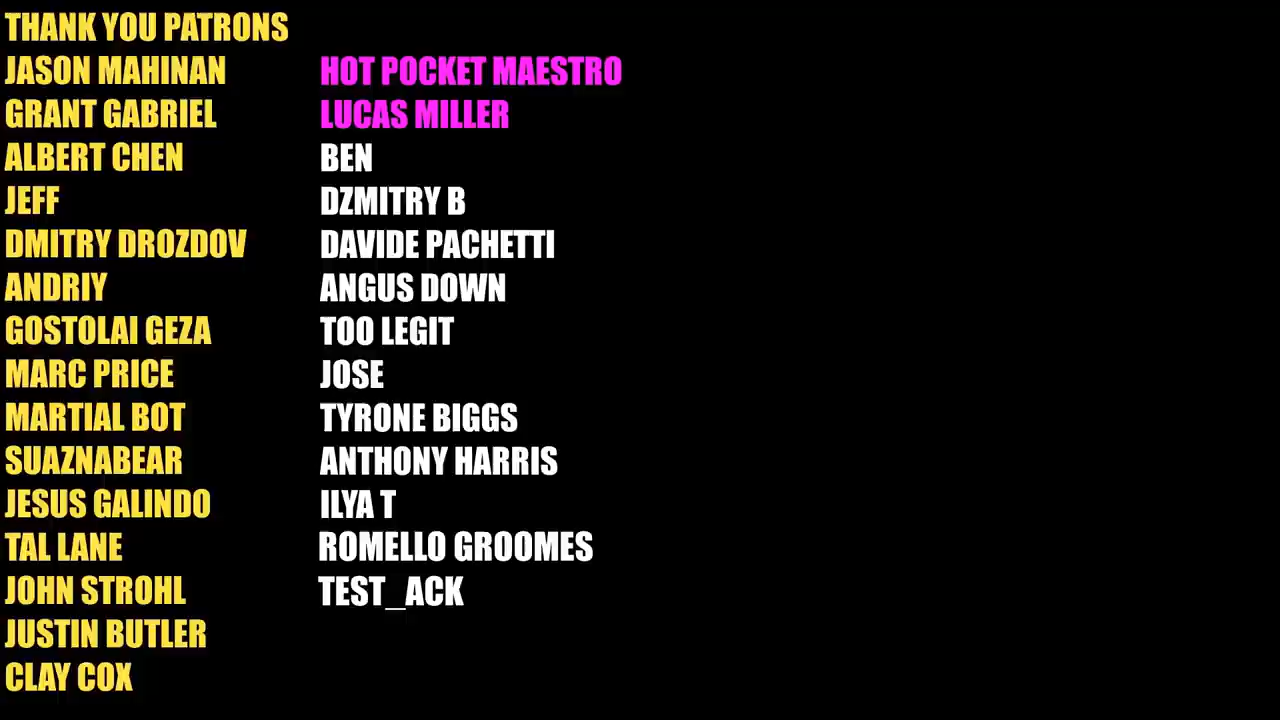 THANK YOU PATRONS
JASON MAHINAN
GRANT GABRIEL
ALBERT CHEN
JEFF
DMITRY DROZDOV
ANDRIY
GOSTOLAI GEZA
MARC PRICE
MARTIAL BOT
SUAZNABEAR
JESUS GALINDO
TAL LANE
JOHN STROHL
JUSTIN BUTLER
CLAY COX
HOT POCKET MAESTRO
LUCAS MILLER
BEN
DZMITRY B
DAVIDE PACHETTI
ANGUS DOWN
TOO LEGIT
JOSE
TYRONE BIGGS
ANTHONY HARRIS
ILYA T
ROMELLO GROOMES
TEST_ACK